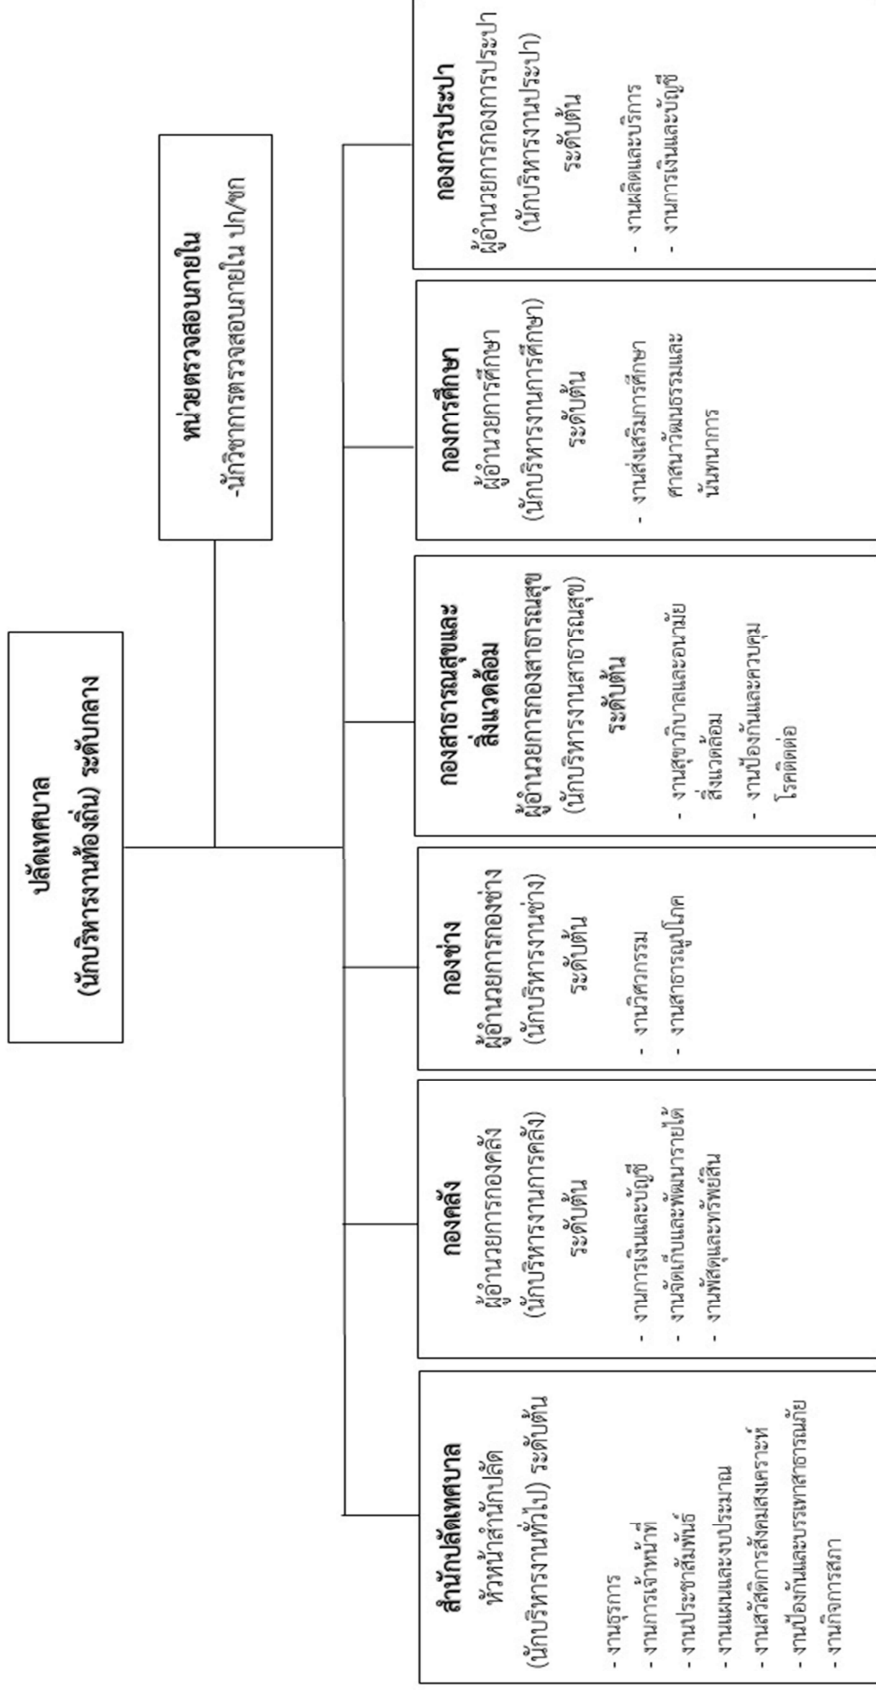 ปลัดเทศบาล
(นักบริหารงานท้องถิ่น) ระดับกลาง
หน่วยตรวจสอบภายใน
-นักวิชาการตรวจสอบภายใน ปก/ชก
สำนักปลัดเทศบาล
หัวหน้าสำนักปลัด
(นักบริหารงานทั่วไป) ระดับต้น
- งานธุรการ
- งานการเจ้าหน้าที่
- งานประชาสัมพันธ์
- งานแผนและงบประมาณ
- งานสวัสดิการสังคมสงเคราะห์
- งานป้องกันและบรรเทาสาธารณภัย
- งานกิจการสภา
กองคลัง
ผู้อำนวยการกองคลัง
(นักบริหารงานการคลัง)
ระดับต้น
- งานการเงินและบัญชี
- งานจัดเก็บและพัฒนารายได้
- งานพัสดุและทรัพย์สิน
กองช่าง
ผู้อำนวยการกองช่าง
(นักบริหารงานช่าง)
ระดับต้น
- งานวิศวกรรม
- งานสาธารณูปโภค
กองสาธารณสุขและ
สิ่งแวดล้อม
ผู้อำนวยการกองสาธารณสุข
(นักบริหารงานสาธารณสุข)
ระดับต้น
- งานสุขาภิบาลและอนามัย
สิ่งแวดล้อม
- งานป้องกันและควบคุม
โรคติดต่อ
กองการศึกษา
ผู้อำนวยการศึกษา
(นักบริหารงานการศึกษา)
ระดับต้น
- งานส่งเสริมการศึกษา
ศาสนาวัฒนธรรมและ
นันทนาการ
กองการประปา
ผู้อำนวยการกองการประปา
(นักบริหารงานประปา)
ระดับต้น
- งานผลิตและบริการ
- งานการเงินและบัญชี